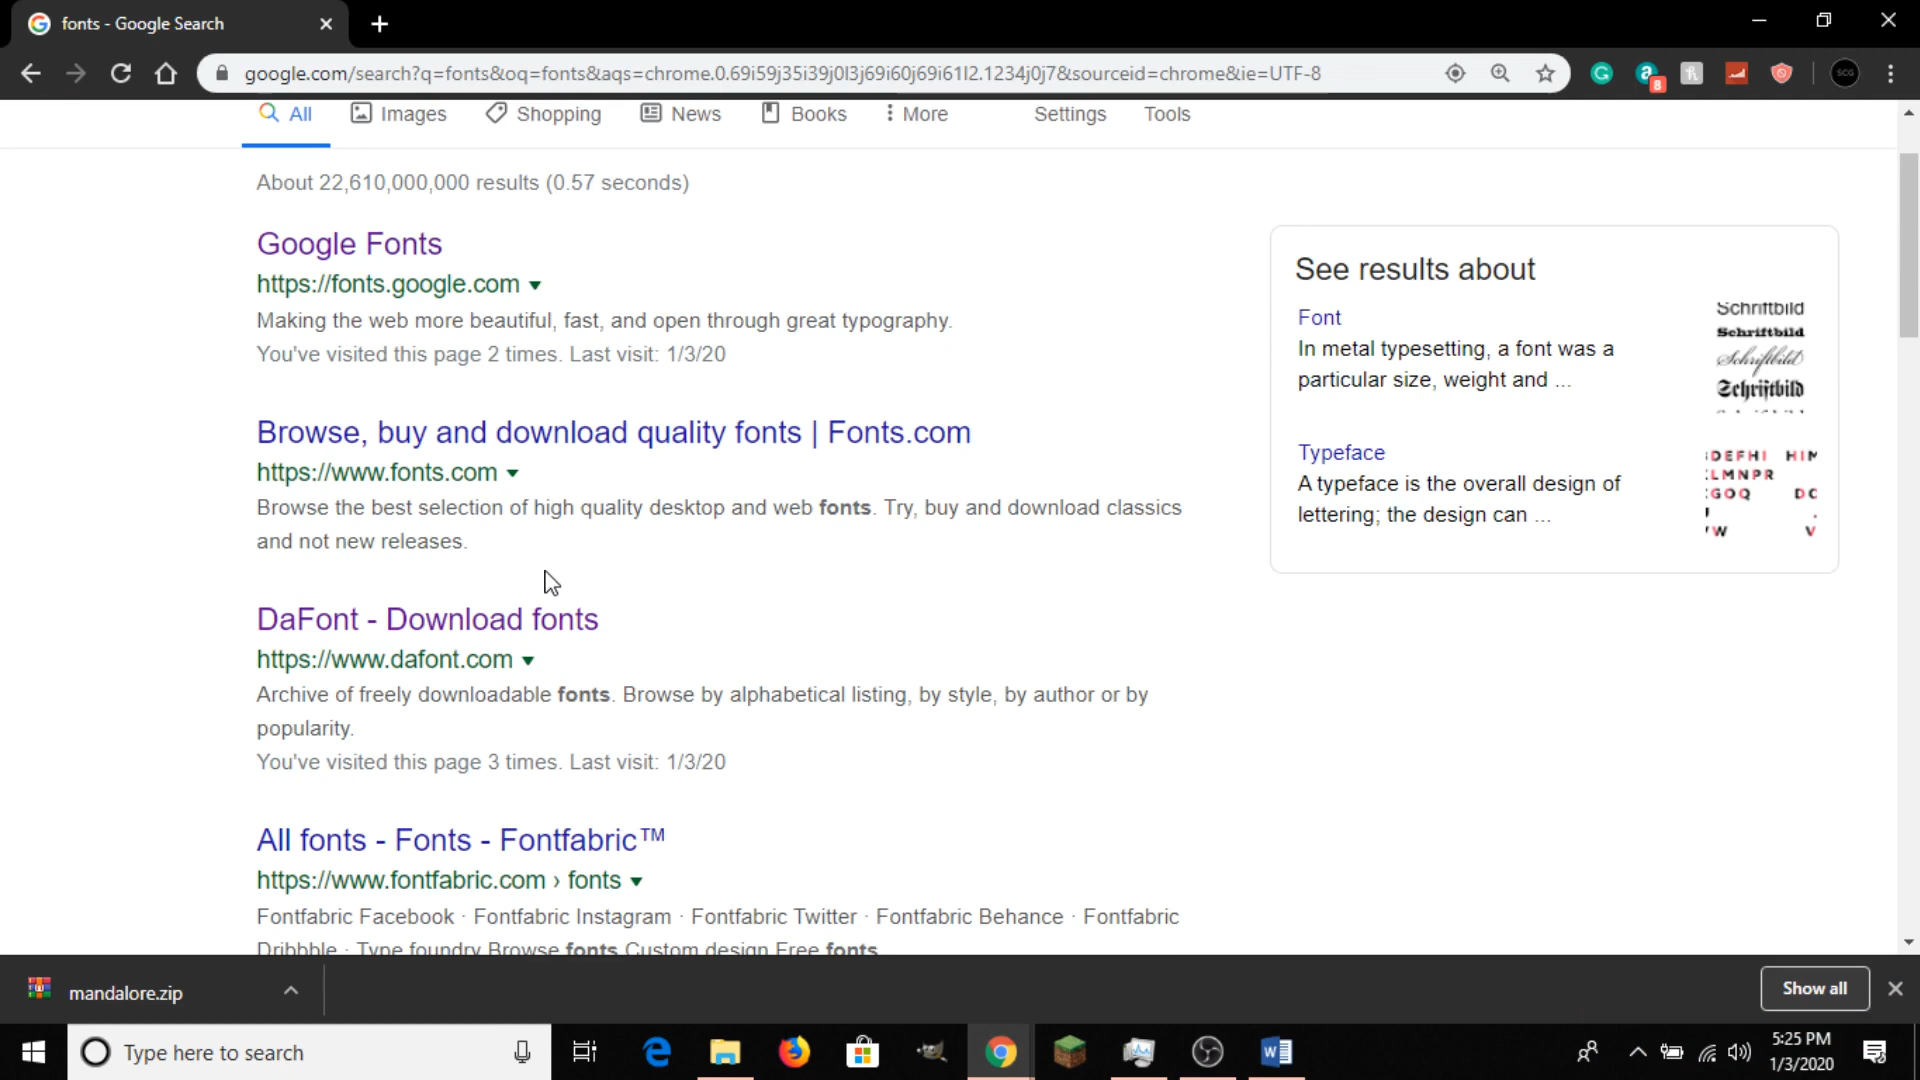 fonts - Google Search
google.com/search?q=fonts&oq=fonts&aqs=chrome.0.69i59j35i39j0l3j69i60j69i61l2.1234j0j7&sourceid=chrome&ie=UTF-8
8
SCG
All Images Shopping News Books More Settings Tools
About 22,610,000,000 results (0.57 seconds)
Google Fonts
https://fonts.google.com
Making the web more beautiful, fast, and open through great typography.
You've visited this page 2 times. Last visit: 1/3/20
Browse, buy and download quality fonts | Fonts.com
https://www.fonts.com
Browse the best selection of high quality desktop and web fonts. Try, buy and download classics
and not new releases.
DaFont - Download fonts
https://www.dafont.com
Archive of freely downloadable fonts. Browse by alphabetical listing, by style, by author or by
popularity.
You've visited this page 3 times. Last visit: 1/3/20
All fonts - Fonts - Fontfabric™
https://www.fontfabric.com › fonts
Fontfabric Facebook · Fontfabric Instagram · Fontfabric Twitter · Fontfabric Behance · Fontfabric
Dribbble · Type foundry Browse fonts Custom design Free fonts
See results about
Font
In metal typesetting, a font was a
particular size, weight and ...
Schriftbild
Schriftbild
Schriftbild
Schriftbild
Typeface
A typeface is the overall design of
lettering; the design can ...
DEFHI HIM
LMNPR
GOQ DC
W V
mandalore.zip
Show all
Type here to search
5:25 PM
1/3/2020